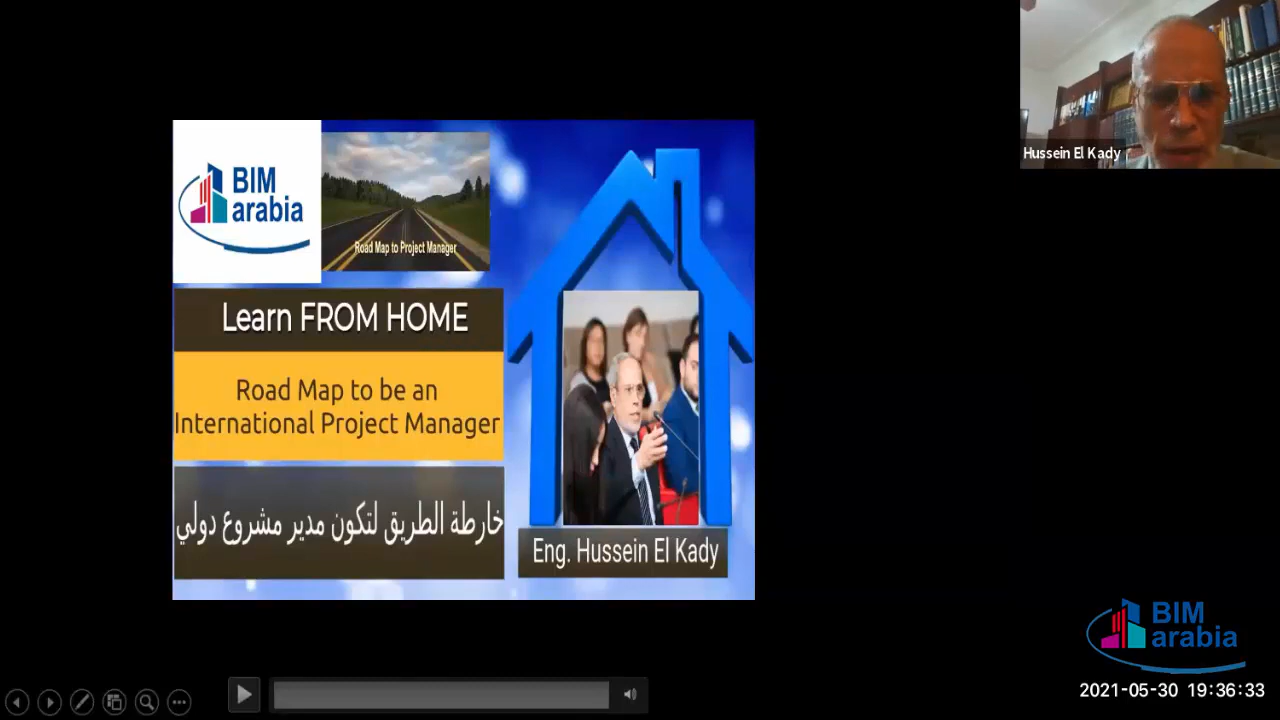 BIM
arabia
Road Map to Project Manager
Learn FROM HOME
Road Map to be an
International Project Manager
خارطة الطريق لتكون مدير مشروع دولي
Eng. Hussein El Kady
Hussein El Kady
BIM
arabia
2021-05-30 19:36:33